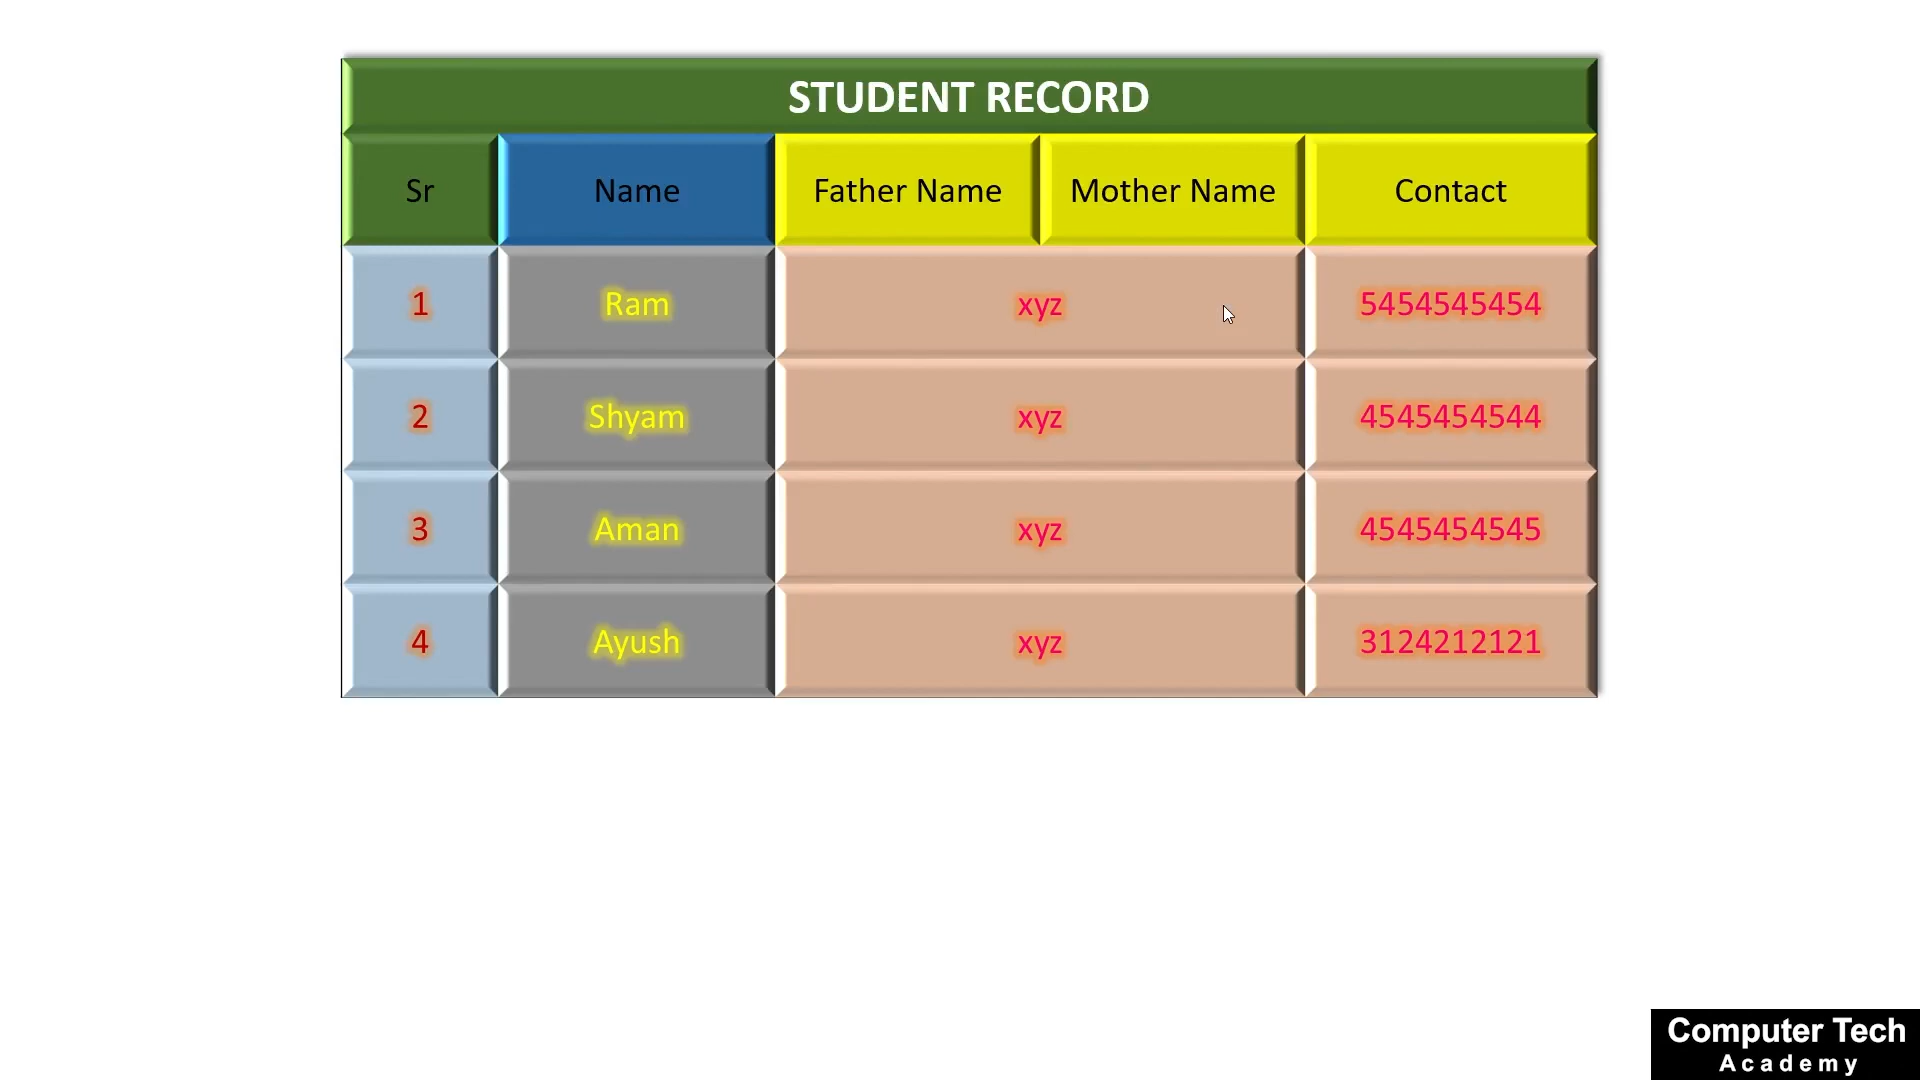 STUDENT RECORD
Sr Name Father Name Mother Name Contact
1 Ram xyz 5454545454
2 Shyam xyz 4545454544
3 Aman xyz 4545454545
4 Ayush xyz 3124212121
Computer Tech
Academy